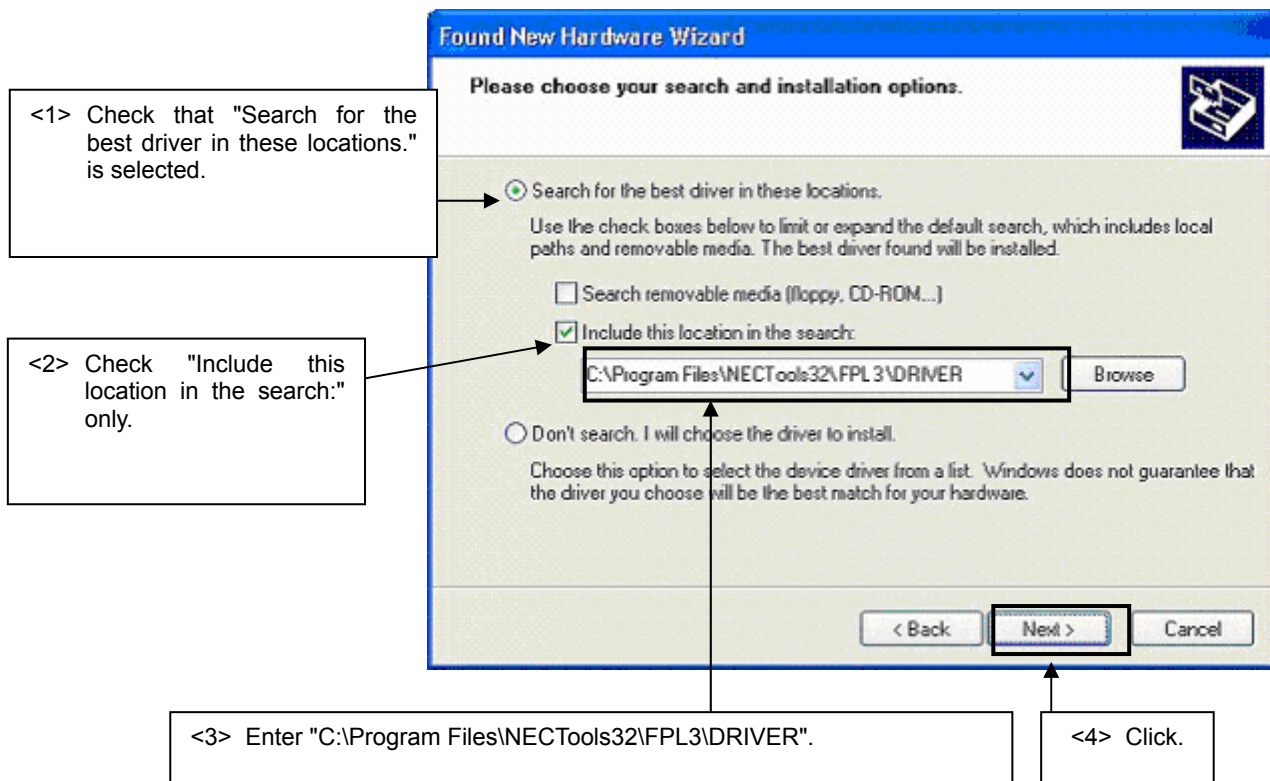 Found New Hardware Wizard
Please choose your search and installation options.
<1> Check that "Search for the
best driver in these locations."
is selected.
Search for the best driver in these locations.
Use the check boxes below to limit or expand the default search, which includes local
paths and removable media. The best driver found will be installed.
Search removable media (floppy, CD-ROM...)
Include this location in the search:
<2> Check "Include this
location in the search:"
only.
C:\Program Files\NECTools32\FPL3\DRIVER
Browse
Don't search. I will choose the driver to install.
Choose this option to select the device driver from a list. Windows does not guarantee that
the driver you choose will be the best match for your hardware.
< Back
Next >
Cancel
<3> Enter "C:\Program Files\NECTools32\FPL3\DRIVER".
<4> Click.